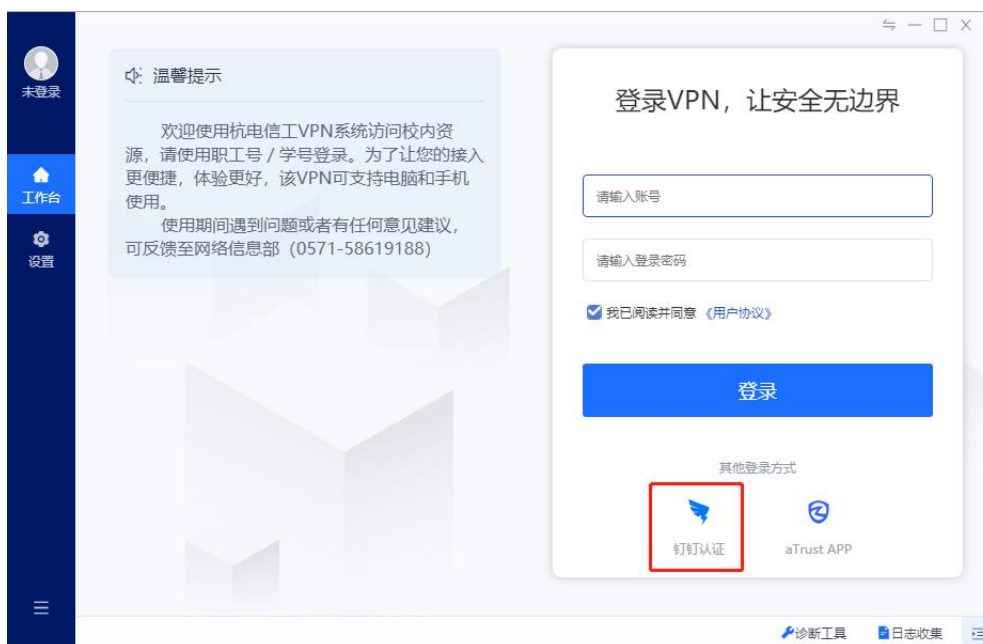 未登录
工作台
设置
温馨提示
欢迎使用杭电信工VPN系统访问校内资
源，请使用职工号 / 学号登录。为了让您的接入
更便捷，体验更好，该VPN可支持电脑和手机
使用。
使用期间遇到问题或者有任何意见建议，
可反馈至网络信息部（0571-58619188）
登录VPN，让安全无边界
请输入账号
请输入登录密码
我已阅读并同意《用户协议》
登录
其他登录方式
钉钉认证 aTrust APP
诊断工具 日志收集